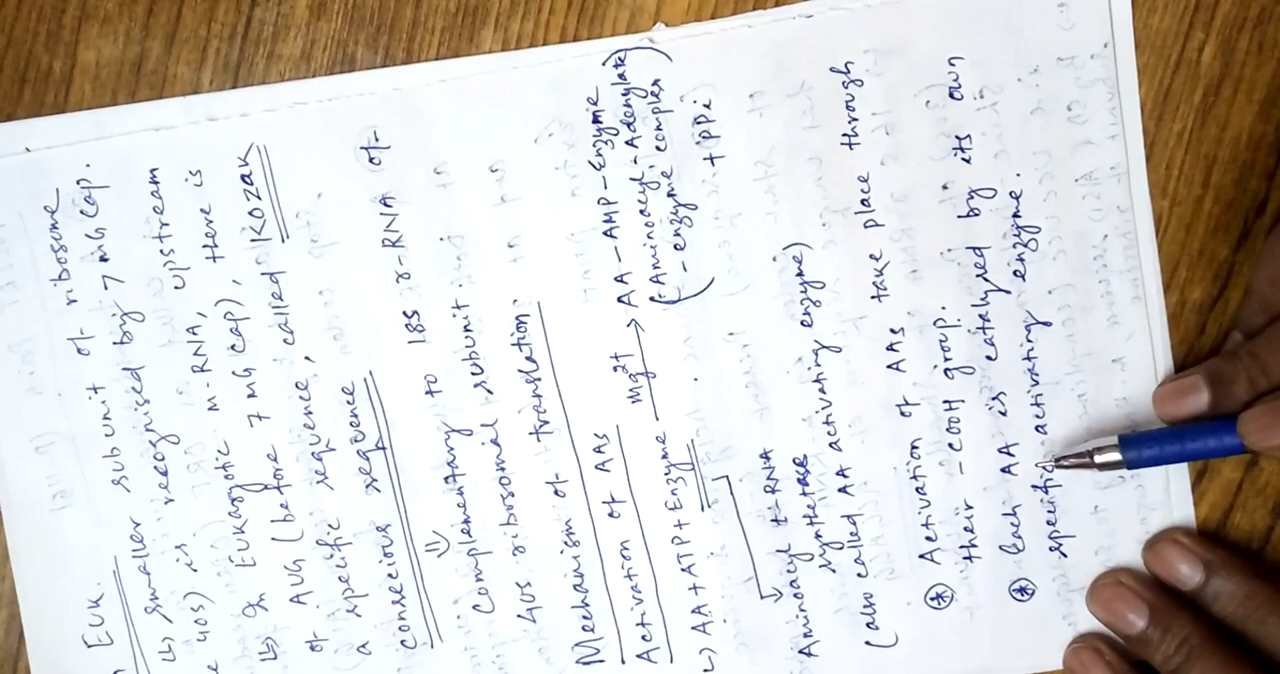 Euk.
↳ smaller subunit of ribosome
40s) is recognised by 7 mG cap.
↳ In Eukaryotic m-RNA, upstream
of AUG (before 7 MG cap), there is
a specific sequence, called KOZAK
consecious sequence
⇓
Complementary to 18S r-RNA of
40s ribosomal subunit.
Mechanism of translation:
Activation of AAs
↳ AA + ATP + Enzyme —Mg2+→ AA - AMP - Enzyme
(Aminoacyl - Adenylate
- enzyme complex)
+ PPi
Aminoacyl t-RNA
synthetase
(also called AA activating enzyme)
⊛ Activation of AAs take place through
their -COOH group.
⊛ Each AA is catalyzed by its own
specific activating enzyme.